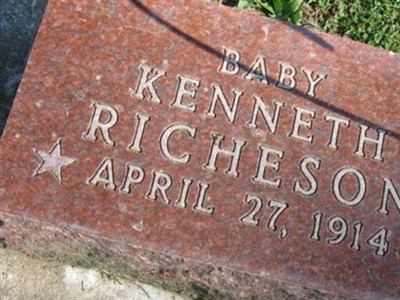 BABY
KENNETH
RICHESON
APRIL 27, 1914